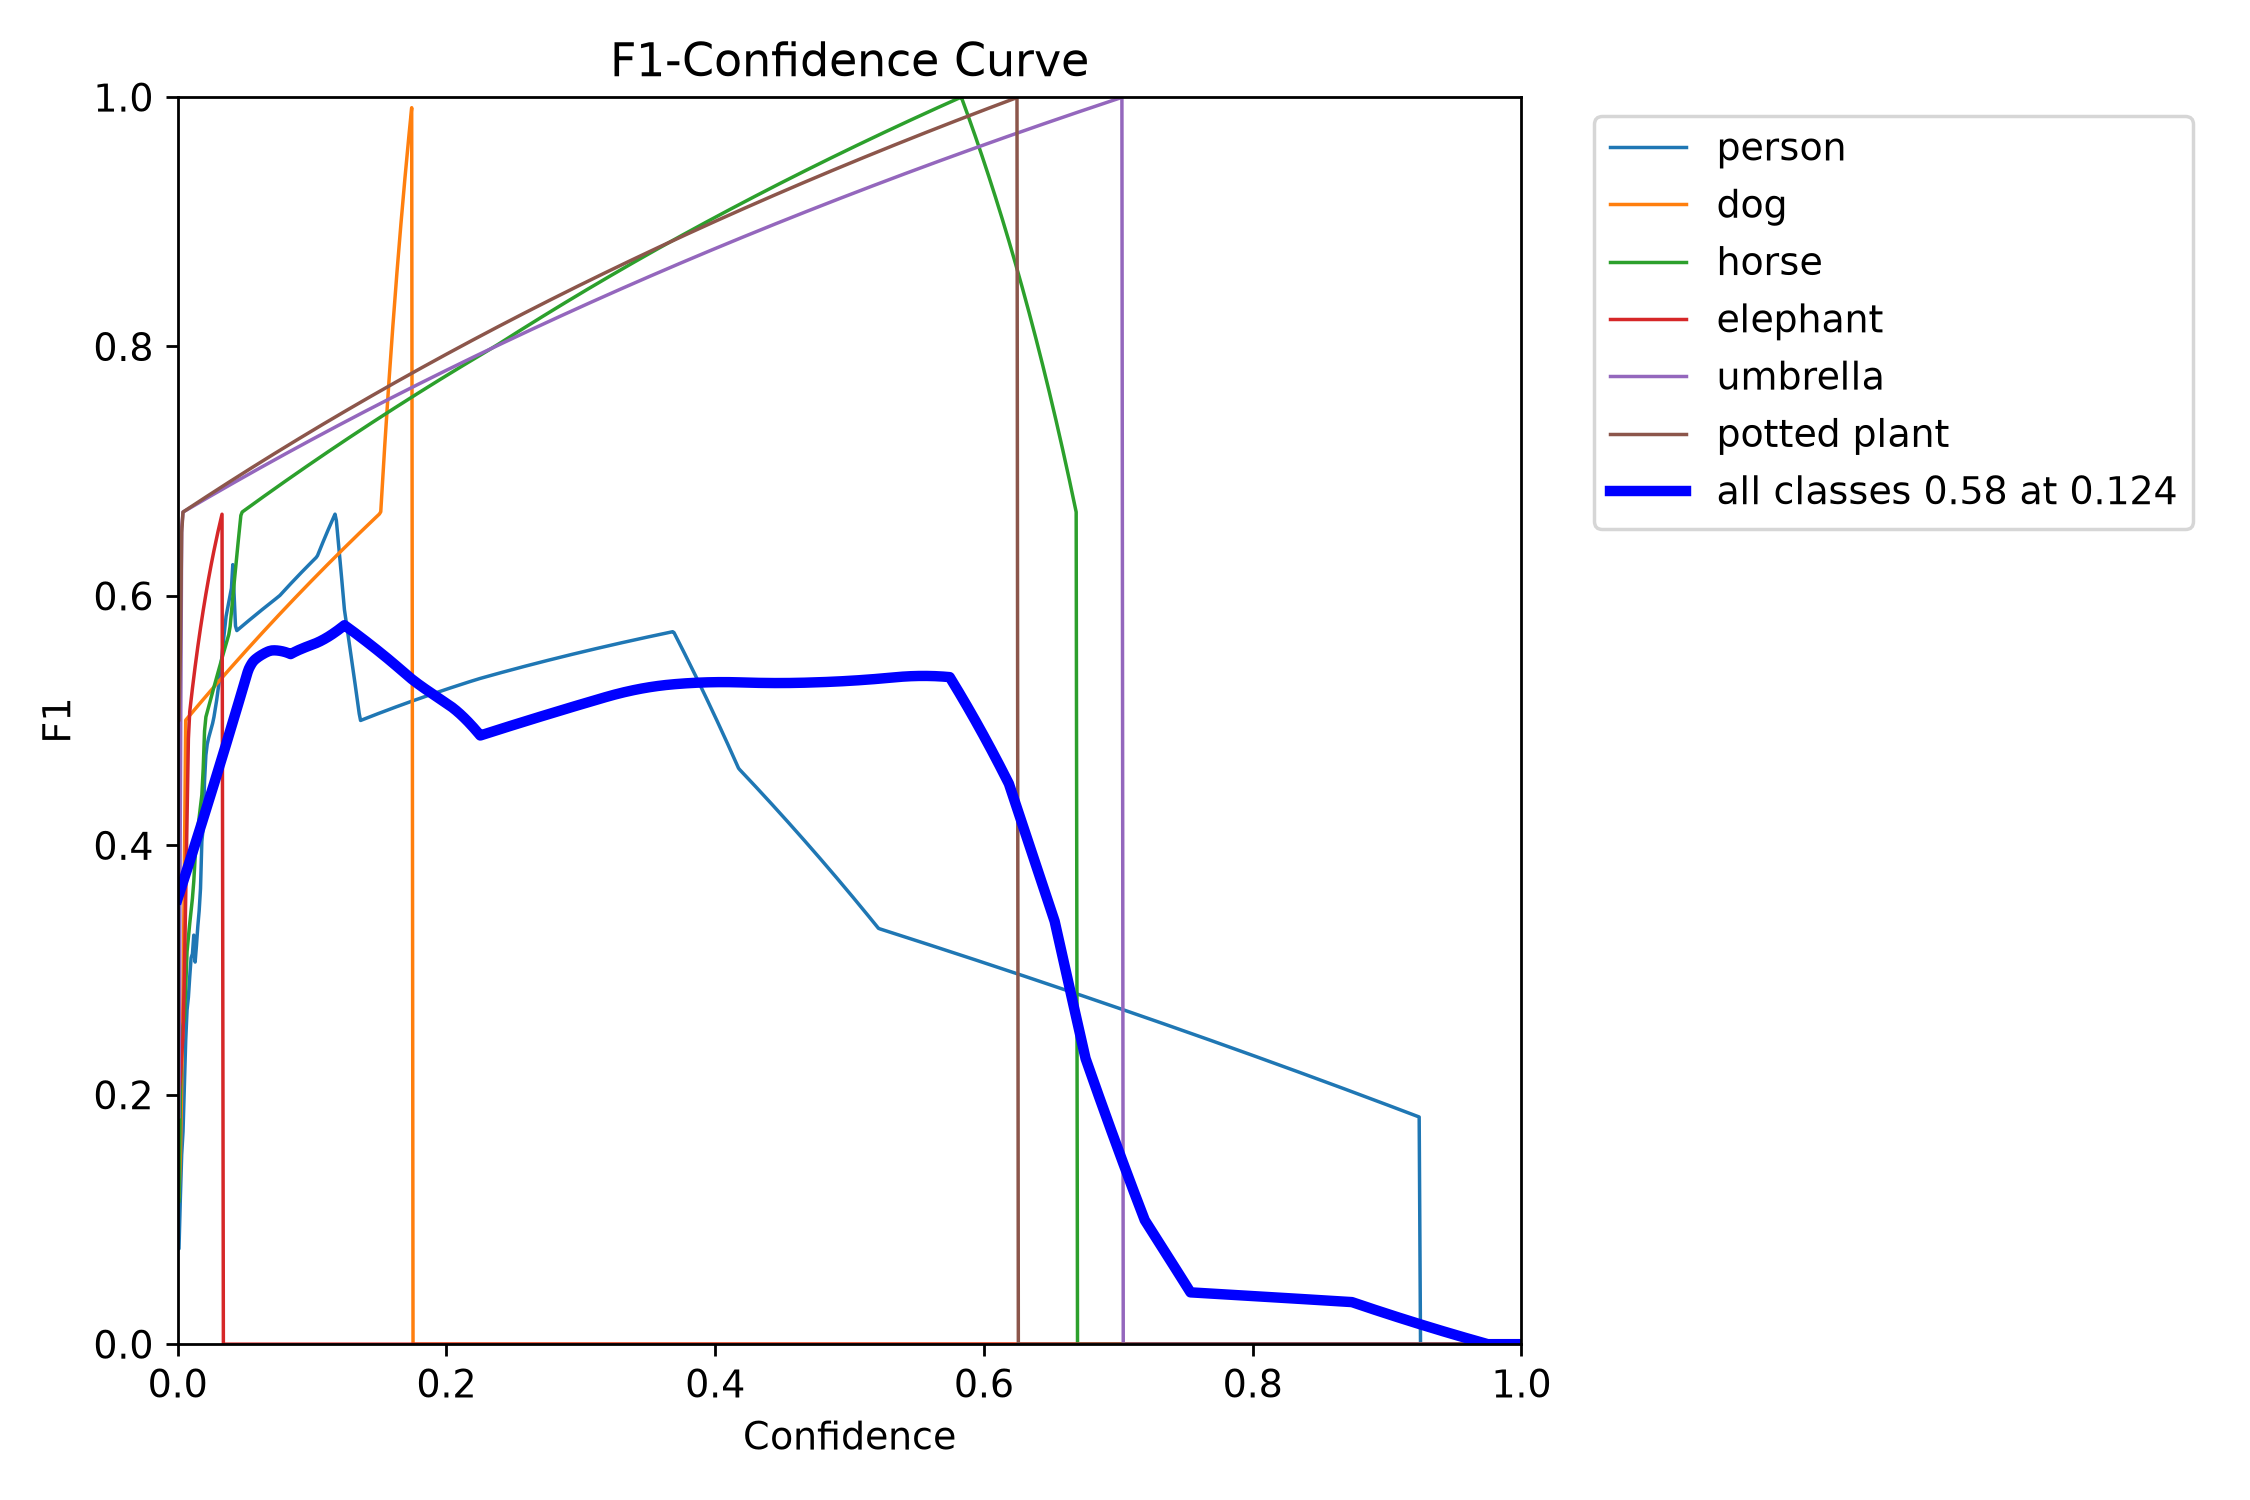 F1-Confidence Curve
1.0
0.8
0.6
0.4
0.2
0.0
F1
0.0 0.2 0.4 0.6 0.8 1.0
Confidence
person
dog
horse
elephant
umbrella
potted plant
all classes 0.58 at 0.124